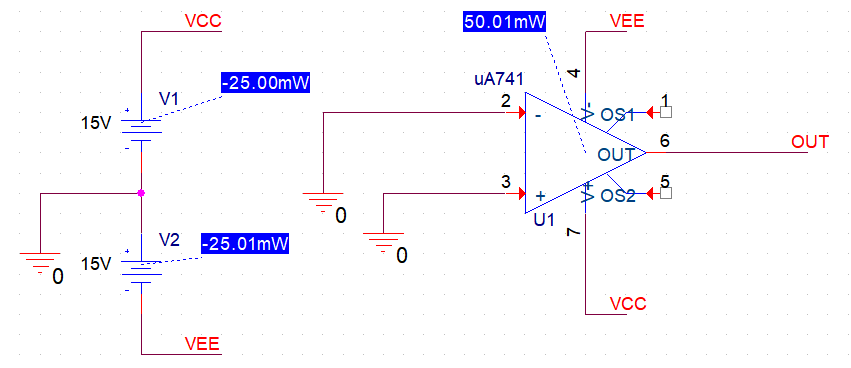 VCC
-25.00mW
V1
15V
+
-
0
V2
-25.01mW
15V
+
-
VEE
50.01mW
VEE
uA741
4
2
-
V-
OS1
1
OUT
6
OUT
3
+
V+
OS2
5
U1
7
0
0
VCC